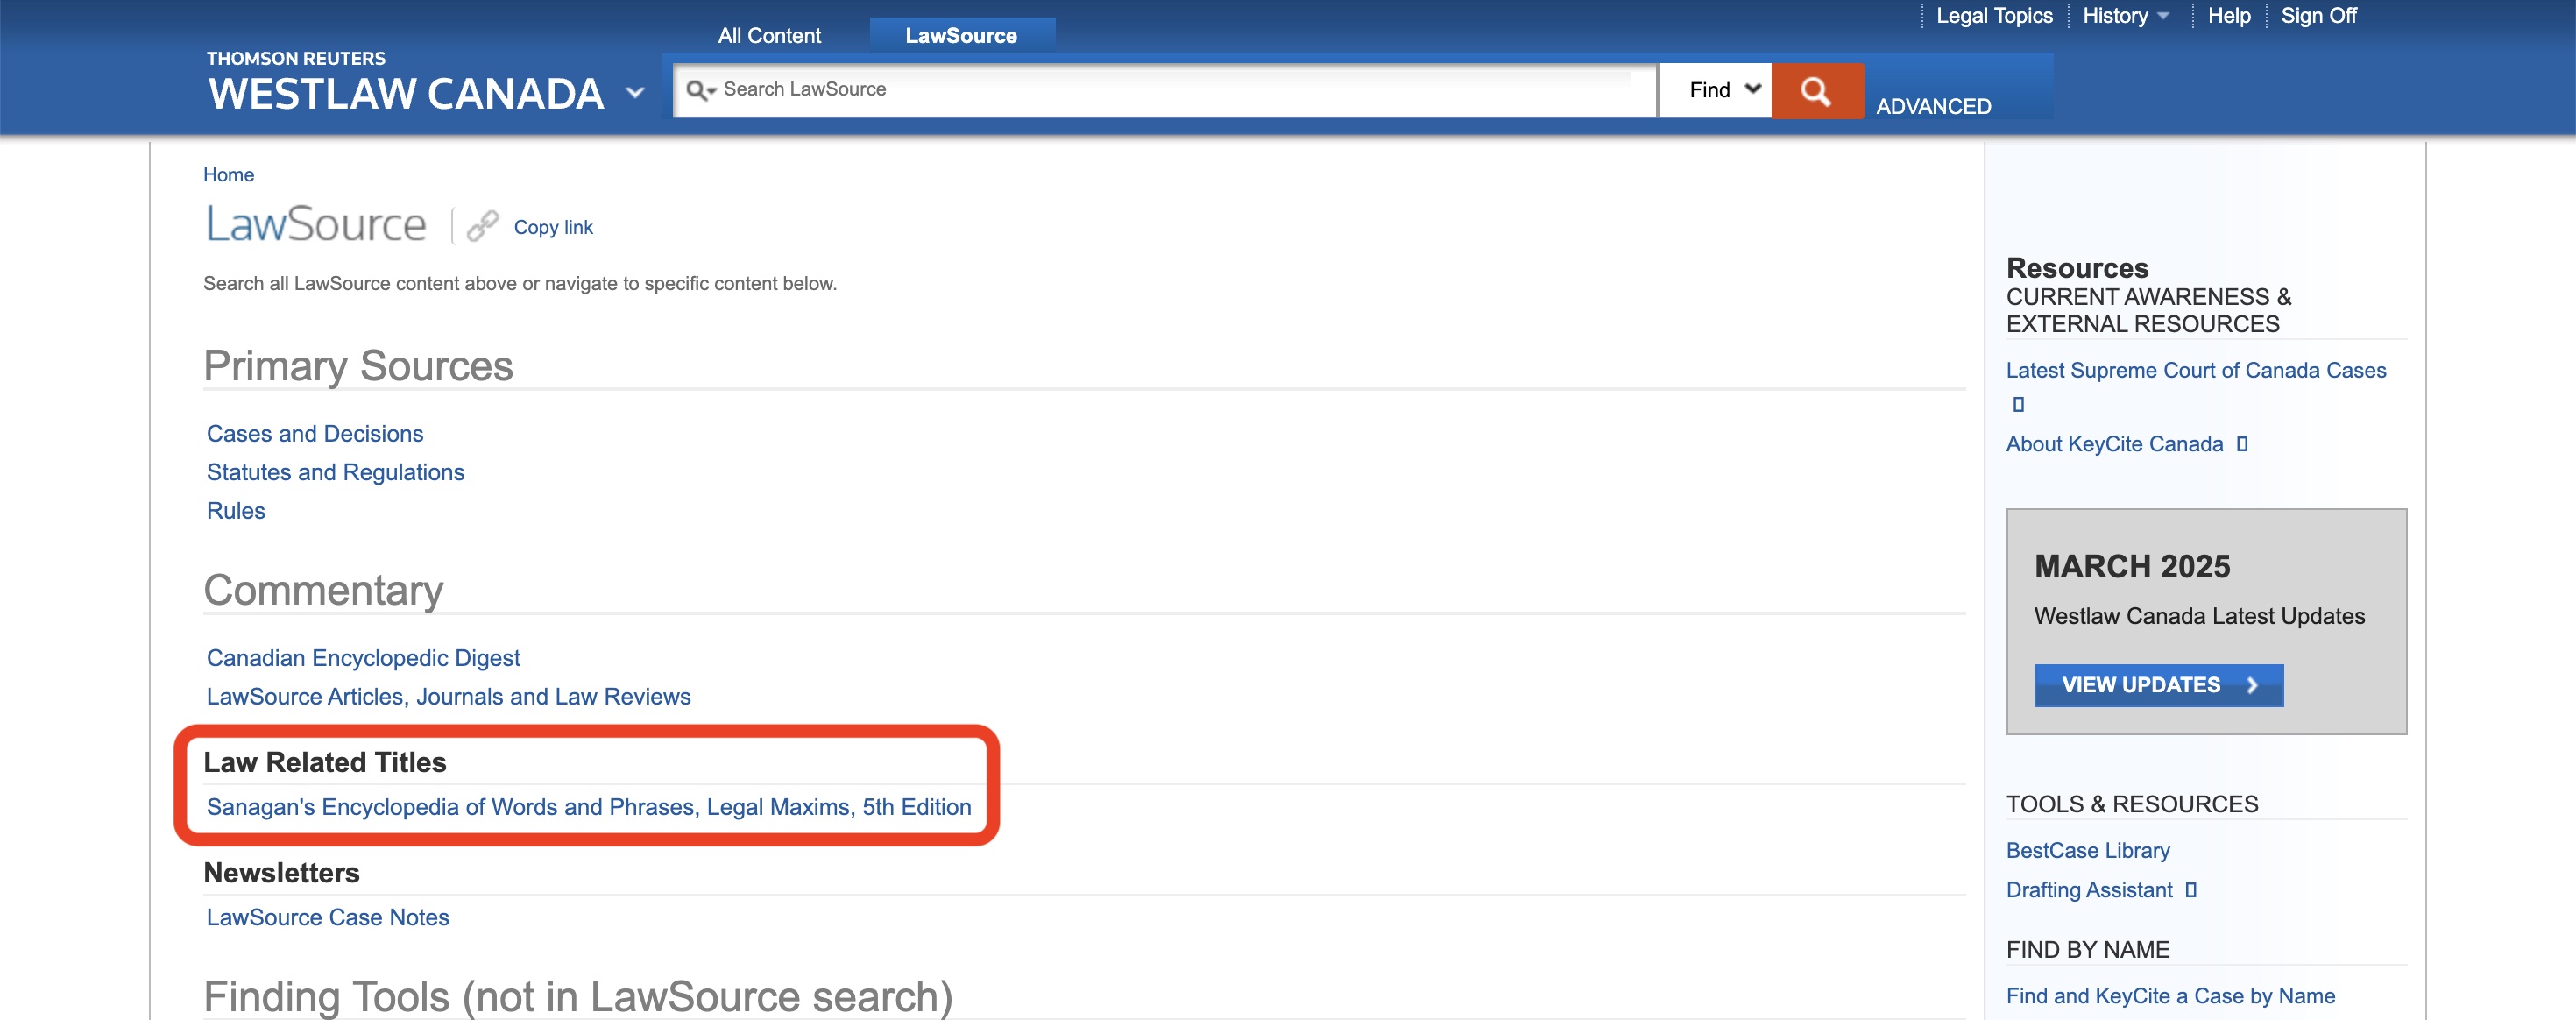 Legal Topics
History
Help
Sign Off
All Content
LawSource
THOMSON REUTERS
WESTLAW CANADA
Search LawSource
Find
ADVANCED
Home
LawSource
Copy link
Search all LawSource content above or navigate to specific content below.
Primary Sources
Cases and Decisions
Statutes and Regulations
Rules
Commentary
Canadian Encyclopedic Digest
LawSource Articles, Journals and Law Reviews
Law Related Titles
Sanagan's Encyclopedia of Words and Phrases, Legal Maxims, 5th Edition
Newsletters
LawSource Case Notes
Finding Tools (not in LawSource search)
Resources
CURRENT AWARENESS &
EXTERNAL RESOURCES
Latest Supreme Court of Canada Cases
About KeyCite Canada
MARCH 2025
Westlaw Canada Latest Updates
VIEW UPDATES
TOOLS & RESOURCES
BestCase Library
Drafting Assistant
FIND BY NAME
Find and KeyCite a Case by Name